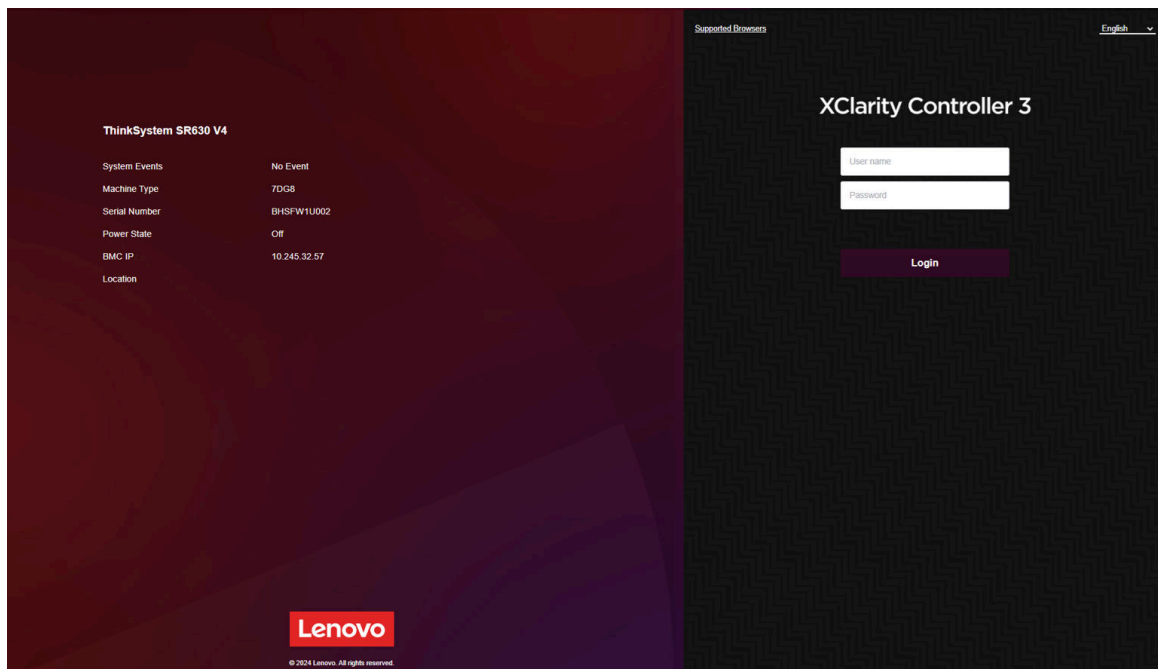 Supported Browsers
English
XClarity Controller 3
ThinkSystem SR630 V4
System Events No Event
Machine Type 7DG8
Serial Number BHSFW1U002
Power State Off
BMC IP 10.245.32.57
Location
User name
Password
Login
Lenovo
© 2024 Lenovo. All rights reserved.